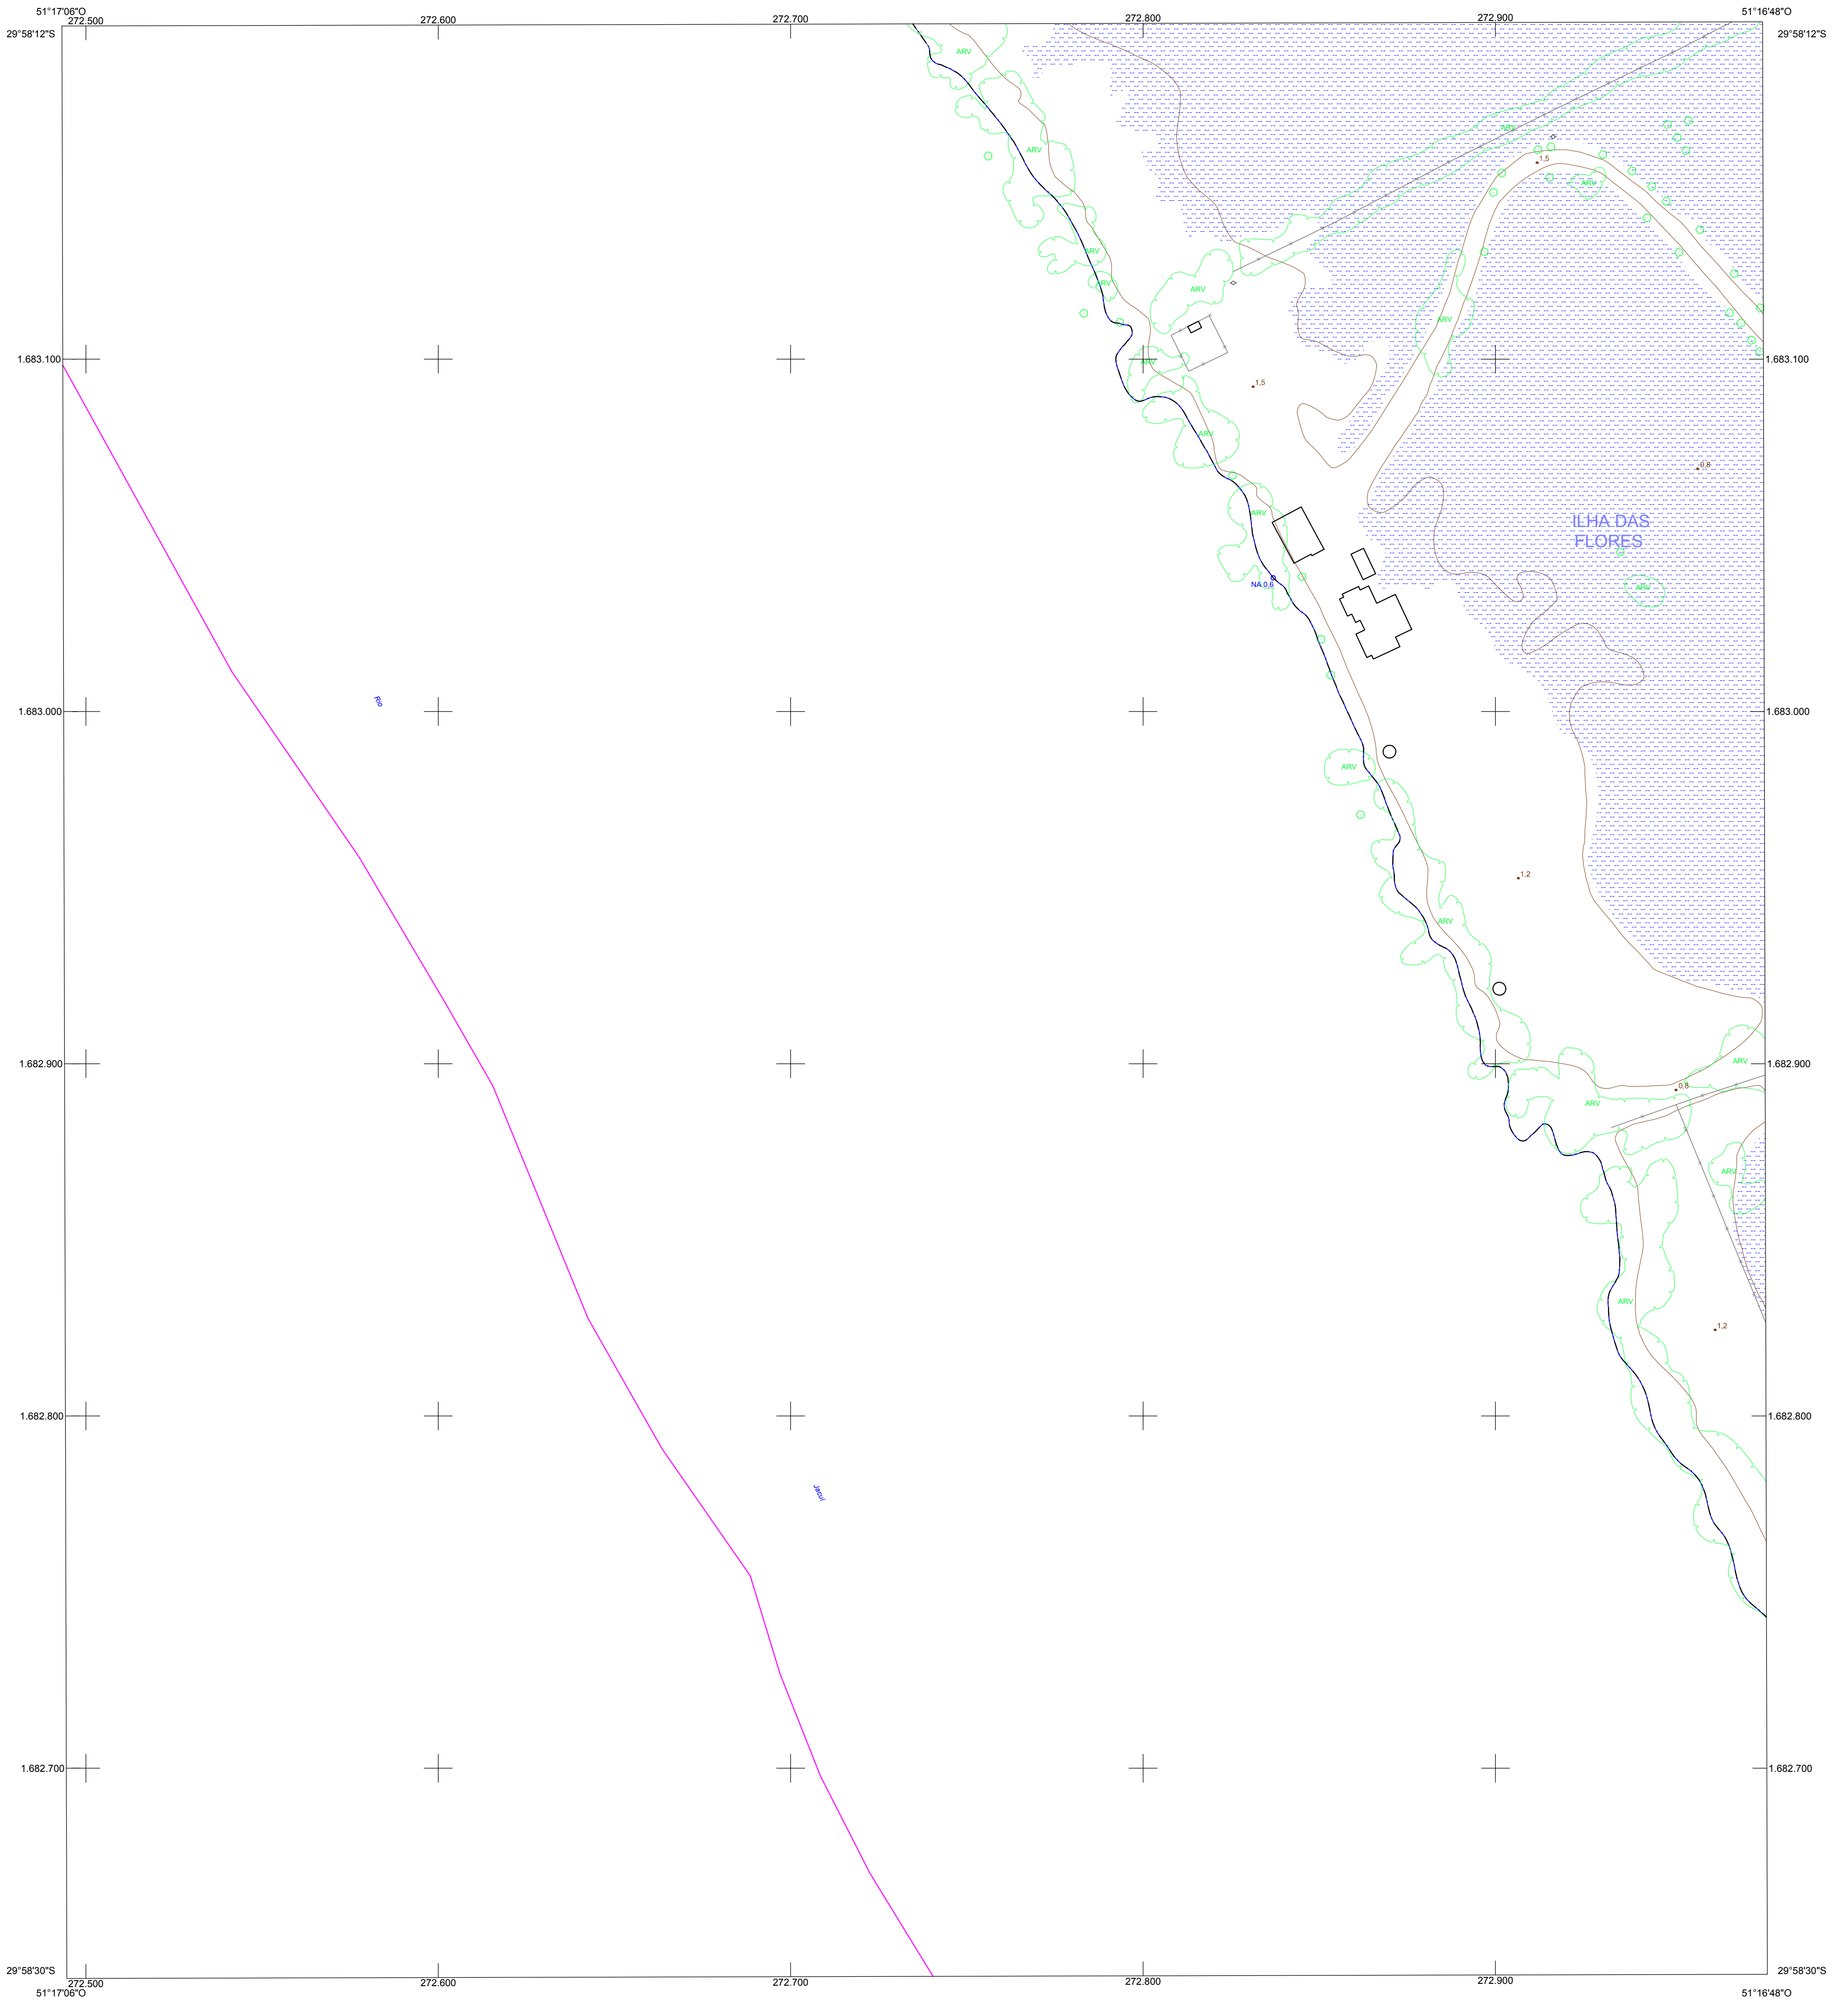 51°17'06"O
272.500
272.600
272.700
272.800
272.900
51°16'48"O
29°58'12"S
29°58'12"S
ARV
ARV
ARV
1,5
ARV
ARV
ARV
ARV
ARV
1.683.100
ARV
1.683.100
1,5
ARV
0,8
ARV
ILHA DAS
FLORES
NA 0,6
ARV
Rio
1.683.000
1.683.000
ARV
1,2
ARV
1.682.900
ARV
1.682.900
0,8
ARV
ARV
ARV
1,2
1.682.800
1.682.800
Jacuí
1.682.700
1.682.700
29°58'30"S
29°58'30"S
272.500
272.600
272.700
272.800
272.900
51°17'06"O
51°16'48"O